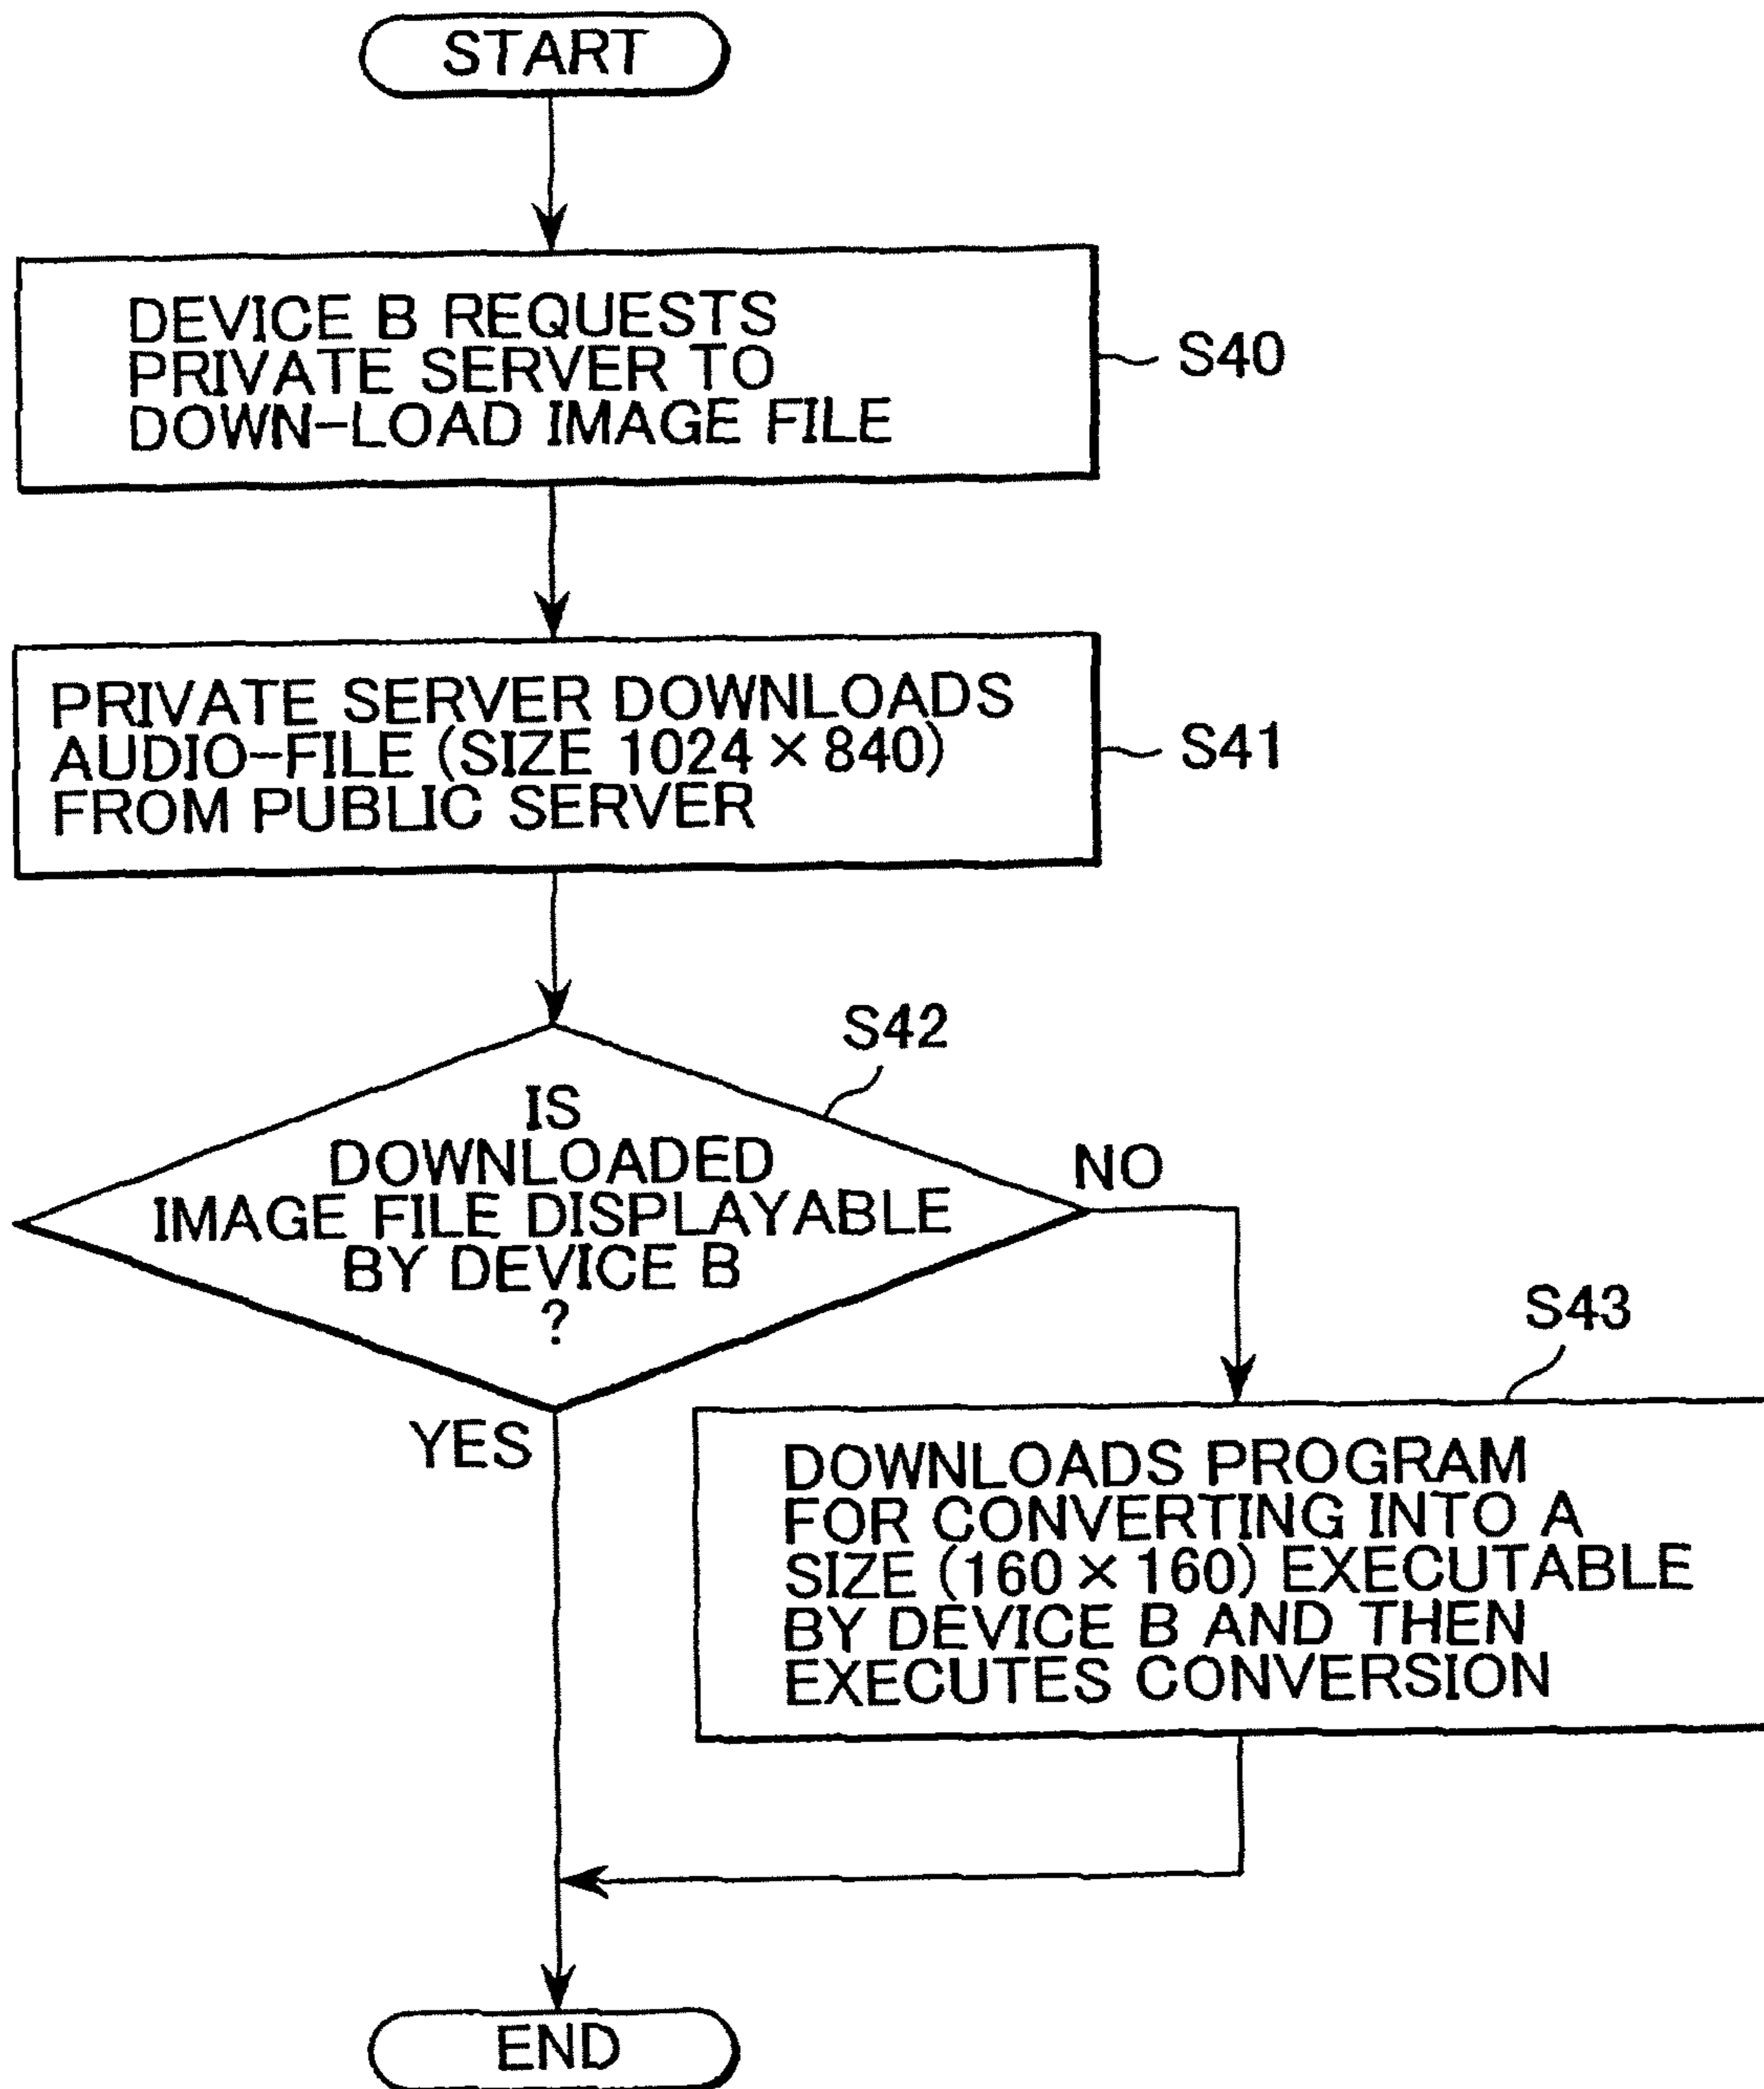 START
DEVICE B REQUESTS
PRIVATE SERVER TO
DOWN-LOAD IMAGE FILE
S40
PRIVATE SERVER DOWNLOADS
AUDIO-FILE (SIZE 1024 × 840)
FROM PUBLIC SERVER
S41
S42
IS
DOWNLOADED
IMAGE FILE DISPLAYABLE
BY DEVICE B
?
NO
YES
S43
DOWNLOADS PROGRAM
FOR CONVERTING INTO A
SIZE (160 × 160) EXECUTABLE
BY DEVICE B AND THEN
EXECUTES CONVERSION
END